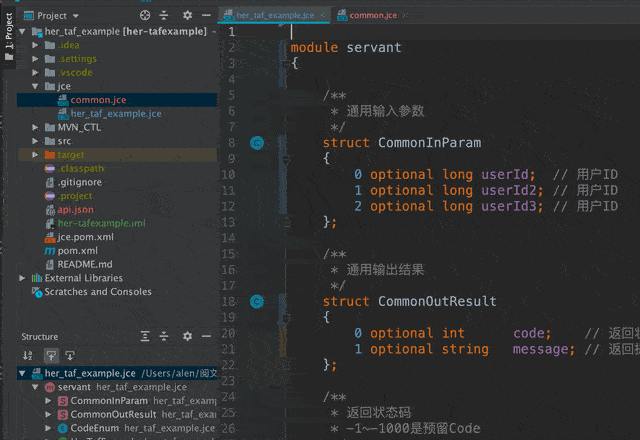 Project
her_taf_example.jce
common.jce
1: Project
her_taf_example [her-tafexample]
.idea
.settings
.vscode
jce
common.jce
her_taf_example.jce
MVN_CTL
src
target
.classpath
.gitignore
.project
api.json
her-tafexample.iml
jce.pom.xml
pom.xml
README.md
External Libraries
Scratches and Consoles
Structure
her_taf_example.jce /Users/alen/阅文
servant her_taf_example.jce
CommonInParam her_taf_exam
CommonOutResult her_taf_exa
CodeEnum her_taf_example.jce
1
2 module servant
3 {
4
5 /**
6 * 通用输入参数
7 */
8 struct CommonInParam
9 {
10 0 optional long userId; // 用户ID
11 1 optional long userId2; // 用户ID
12 2 optional long userId3; // 用户ID
13 };
14
15 /**
16 * 通用输出结果
17 */
18 struct CommonOutResult
19 {
20 0 optional int code; // 返回状
21 1 optional string message; // 返回
22 };
23
24 /**
25 * 返回状态码
26 * -1~-1000是预留Code